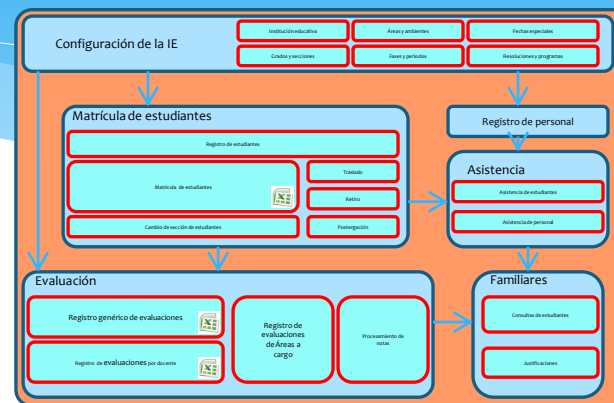 Configuración de la IE
Institución educativa
Áreas y ambientes
Fechas especiales
Grados y secciones
Fases y periodos
Resoluciones y programas
Matrícula de estudiantes
Registro de estudiantes
Matrícula de estudiantes
Traslado
Retiro
Cambio de sección de estudiantes
Postergación
Registro de personal
Asistencia
Asistencia de estudiantes
Asistencia de personal
Evaluación
Registro genérico de evaluaciones
Registro de evaluaciones por docente
Registro de
evaluaciones
de Áreas a
cargo
Procesamiento de
notas
Familiares
Consultas de estudiantes
Justificaciones